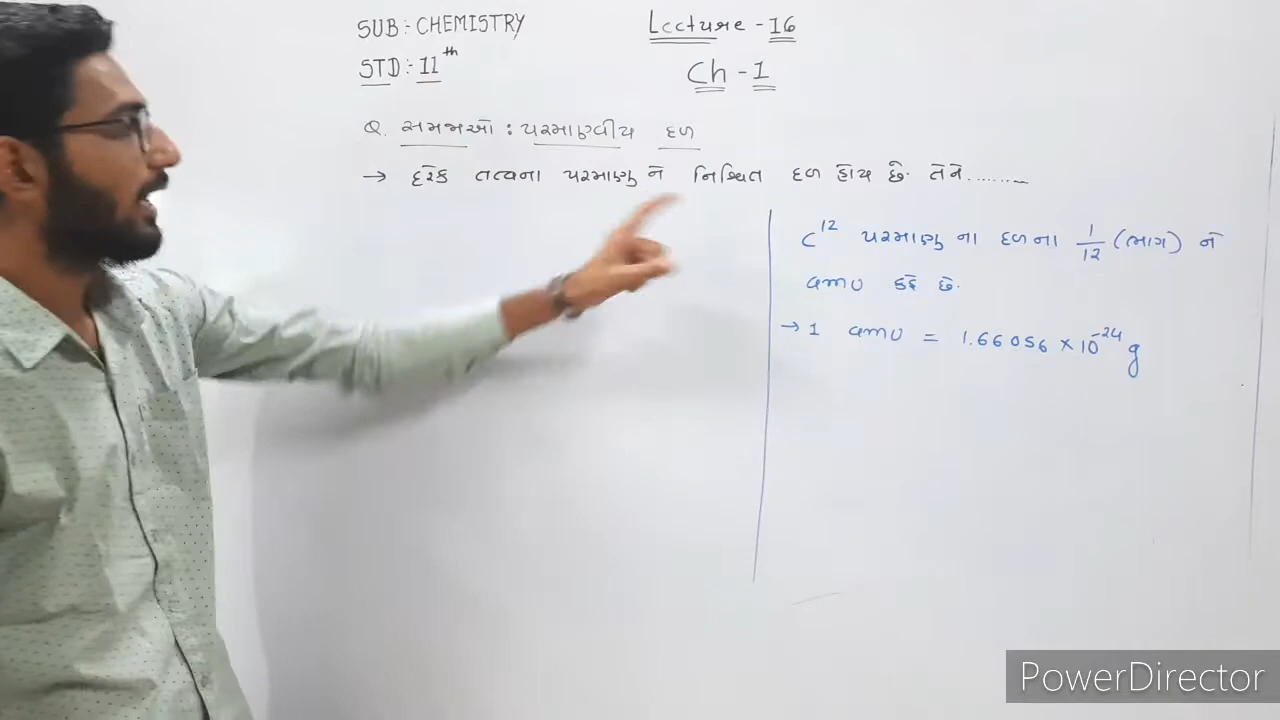 SUB:- CHEMISTRY
STD:- 11th
Lecture - 16
Ch - 1
Q. સમજાઓ : પરમાણ્વીય દળ
→ દરેક તત્વના પરમાણુ ને નિશ્ચિત દળ હોય છે. તેને.........
C¹² પરમાણુ ના દળના 1/12 (ભાગ) ને
amu કહે છે.
→ 1 amu = 1.66056 × 10⁻²⁴ g
PowerDirector